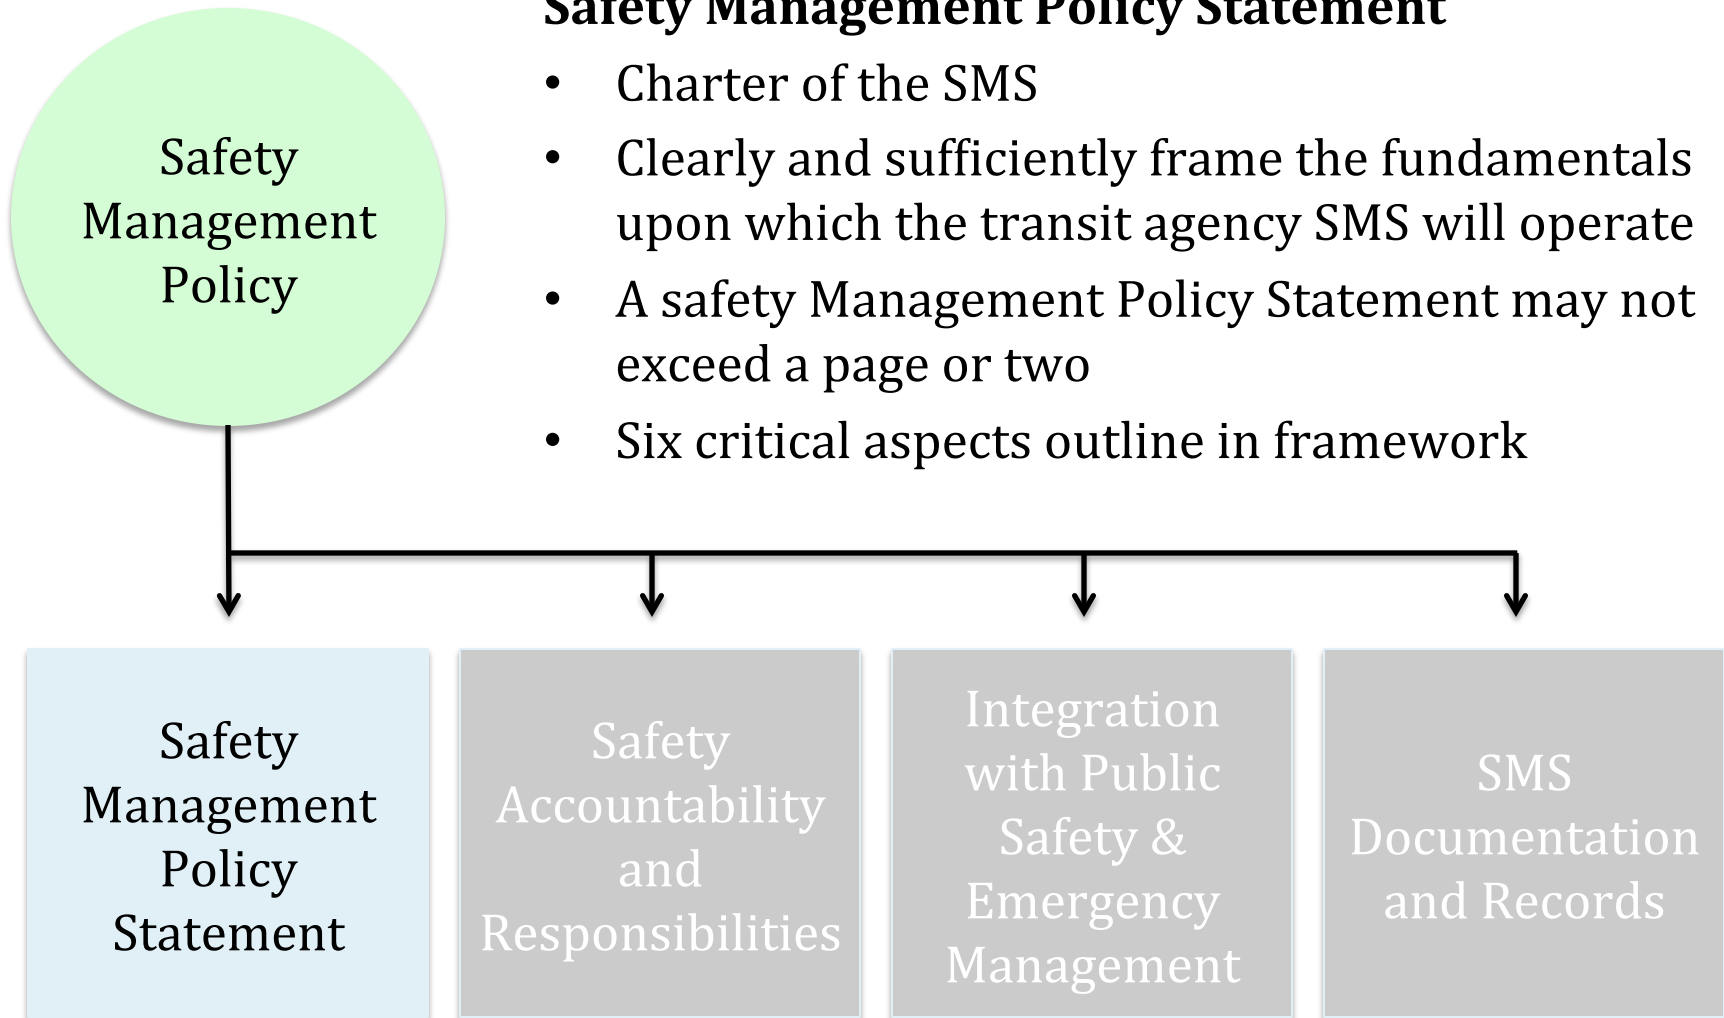 Safety Management Policy Statement
• Charter of the SMS
• Clearly and sufficiently frame the fundamentals
upon which the transit agency SMS will operate
• A safety Management Policy Statement may not
exceed a page or two
• Six critical aspects outline in framework
Safety
Management
Policy
Safety
Management
Policy
Statement
Safety
Accountability
and
Responsibilities
Integration
with Public
Safety &
Emergency
Management
SMS
Documentation
and Records